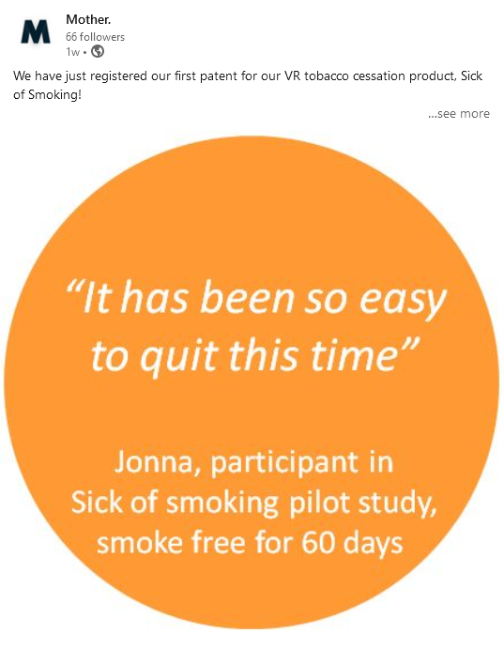 M
Mother.
66 followers
1w •
We have just registered our first patent for our VR tobacco cessation product, Sick
of Smoking!
...see more
“It has been so easy
to quit this time”
Jonna, participant in
Sick of smoking pilot study,
smoke free for 60 days